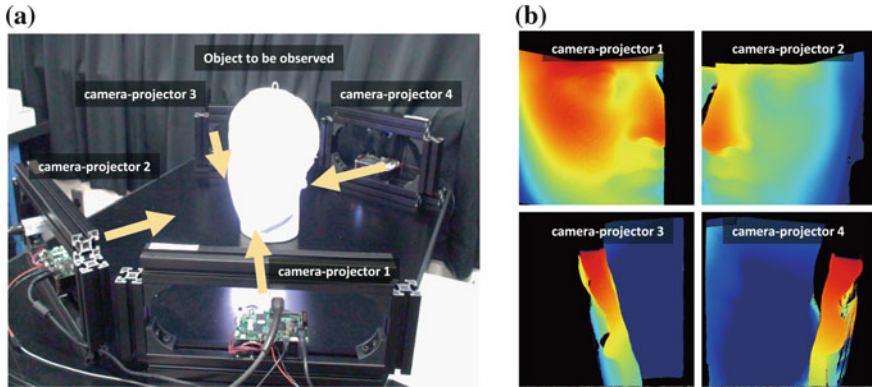 (a)
Object to be observed
camera-projector 3
camera-projector 4
camera-projector 2
camera-projector 1
(b)
camera-projector 1
camera-projector 2
camera-projector 3
camera-projector 4